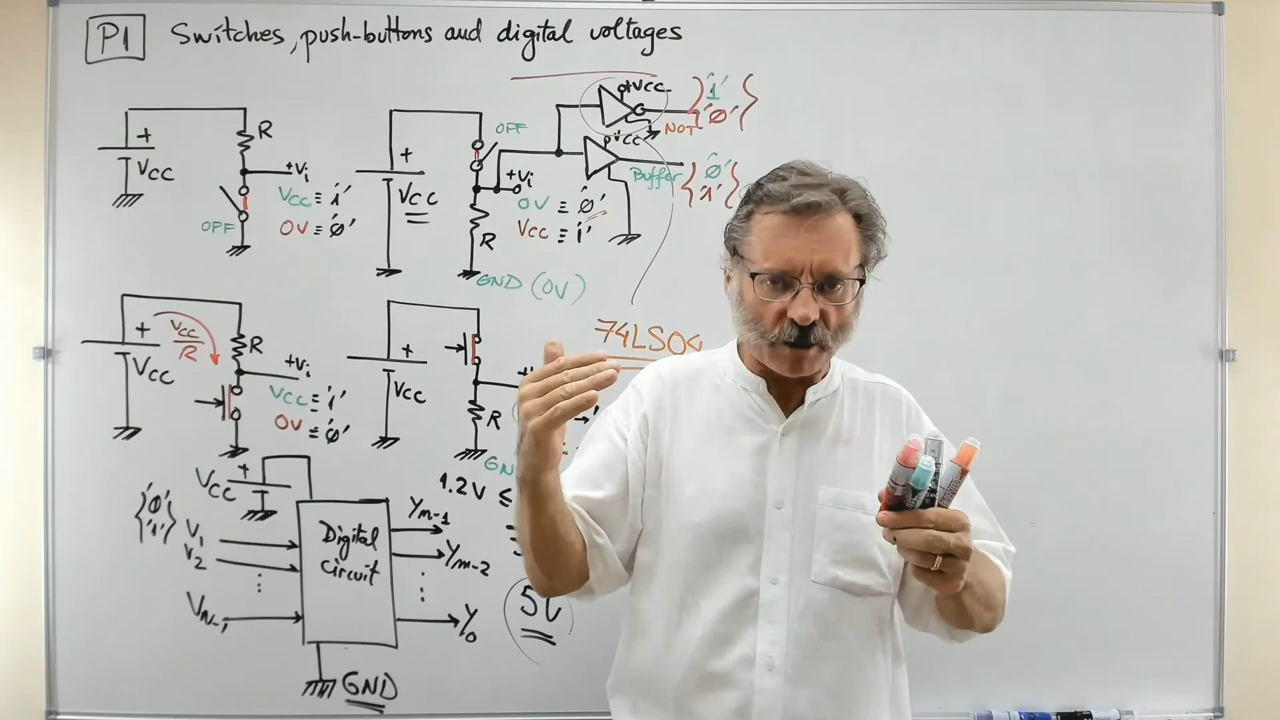 P1 Switches, push-buttons and digital voltages
+ VCC
R
+Vi
VCC ≡ '1'
0V ≡ '0'
OFF
+ VCC
OFF
+Vi
0V ≡ '0'
VCC ≡ '1'
R
GND (0V)
+VCC
NOT
{'1' '0'}
+VCC
Buffer
{'0' '1'}
74LS04
+ VCC
VCC/R
R
+Vi
VCC ≡ '1'
0V ≡ '0'
+ VCC
R
1.2V ≤
5V
VCC +
{'0' '1'}
V1
V2
⋮
VN-1
Digital
circuit
Ym-1
Ym-2
⋮
Y0
GND